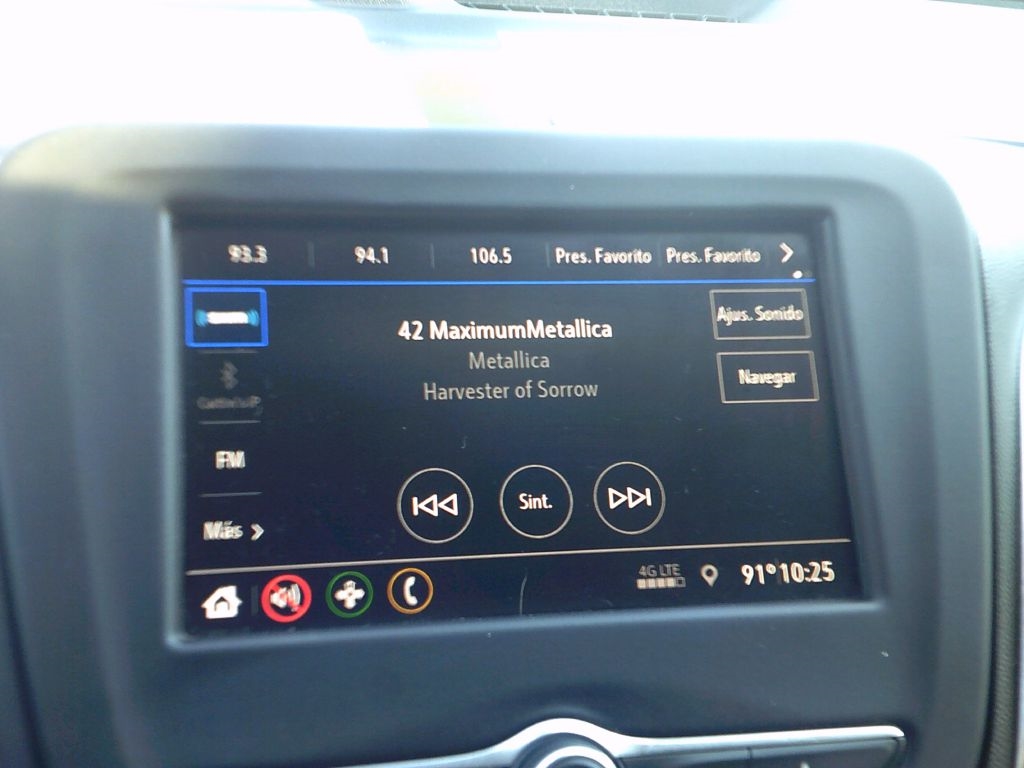 93.3 94.1 106.5 Pres. Favorito Pres. Favorito
Ajus. Sonido
42 MaximumMetallica
Metallica
Harvester of Sorrow
Navegar
FM
Más
Sint.
4G LTE
91° 10:25